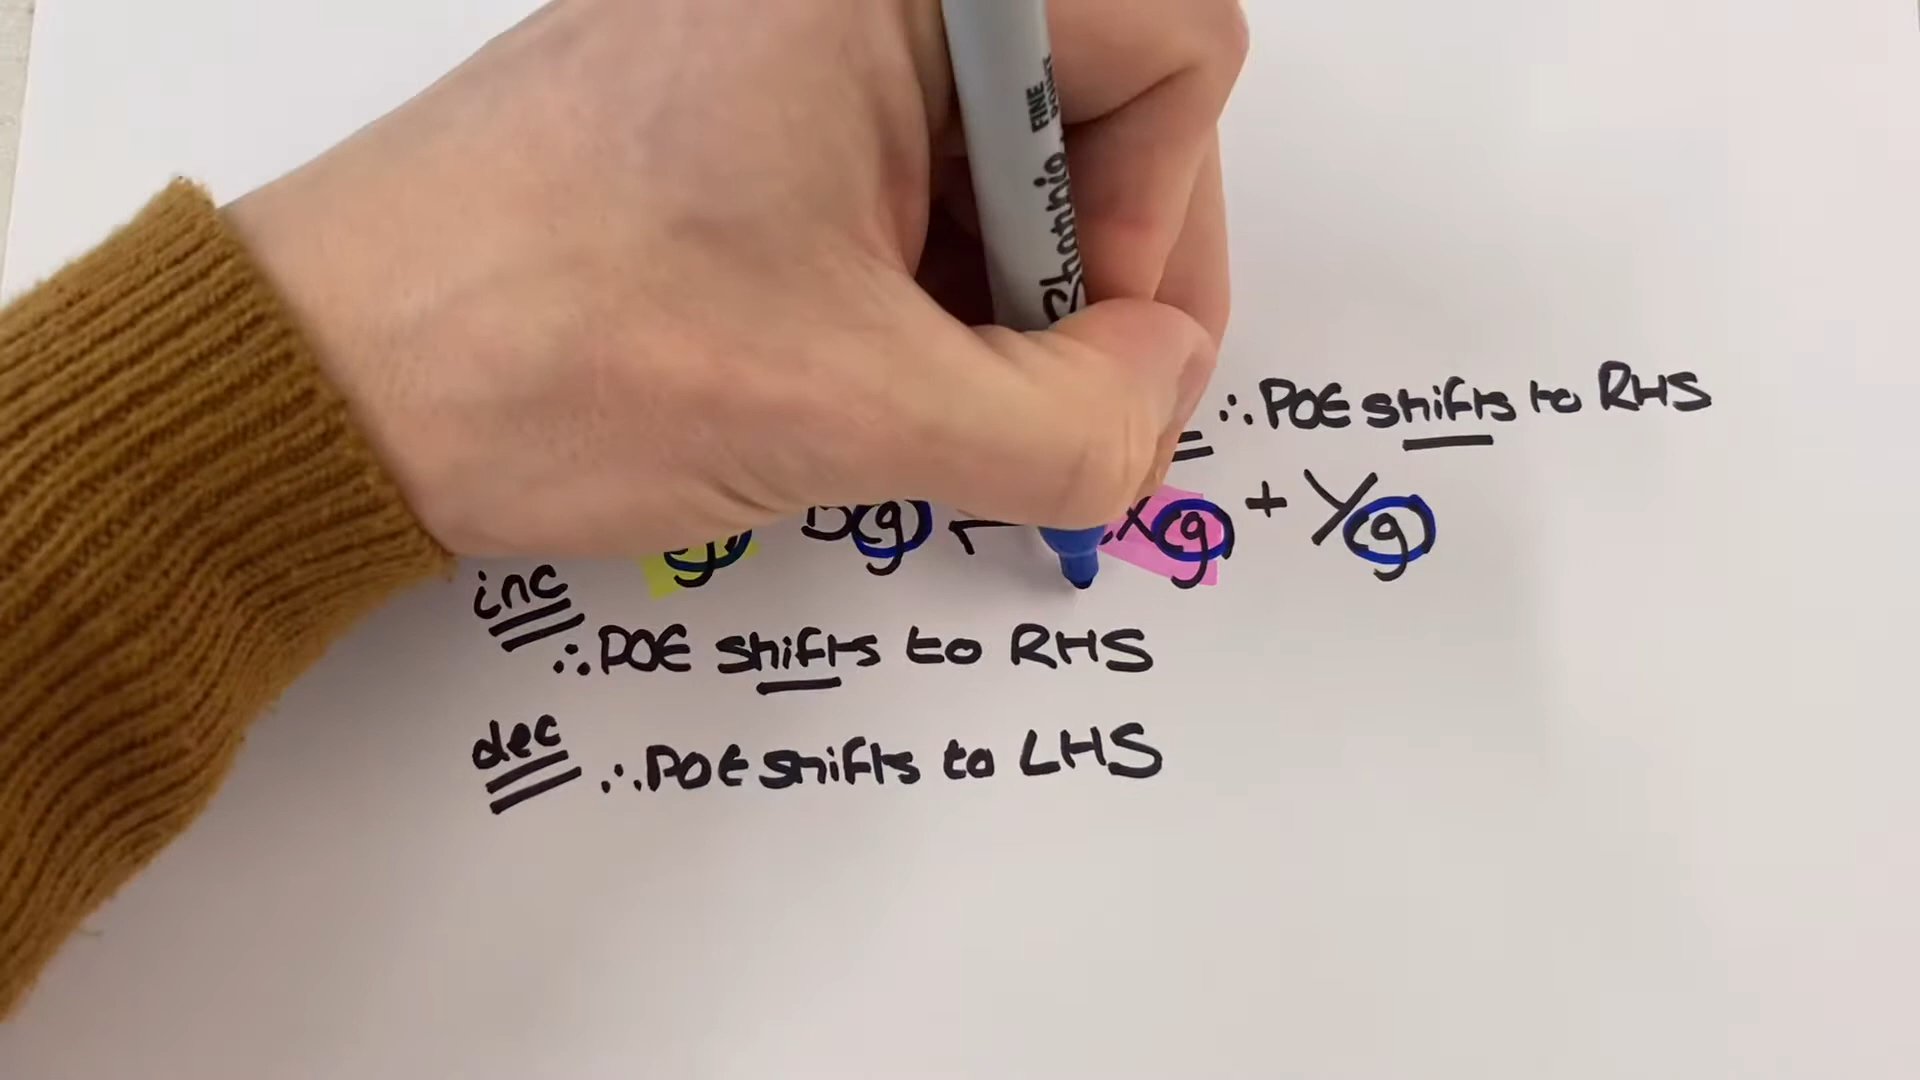 Sharpie FINE POINT
∴ POE shifts to RHS
(g) B(g) X(g) + Y(g)
inc
∴ POE shifts to RHS
dec
∴ POE shifts to LHS